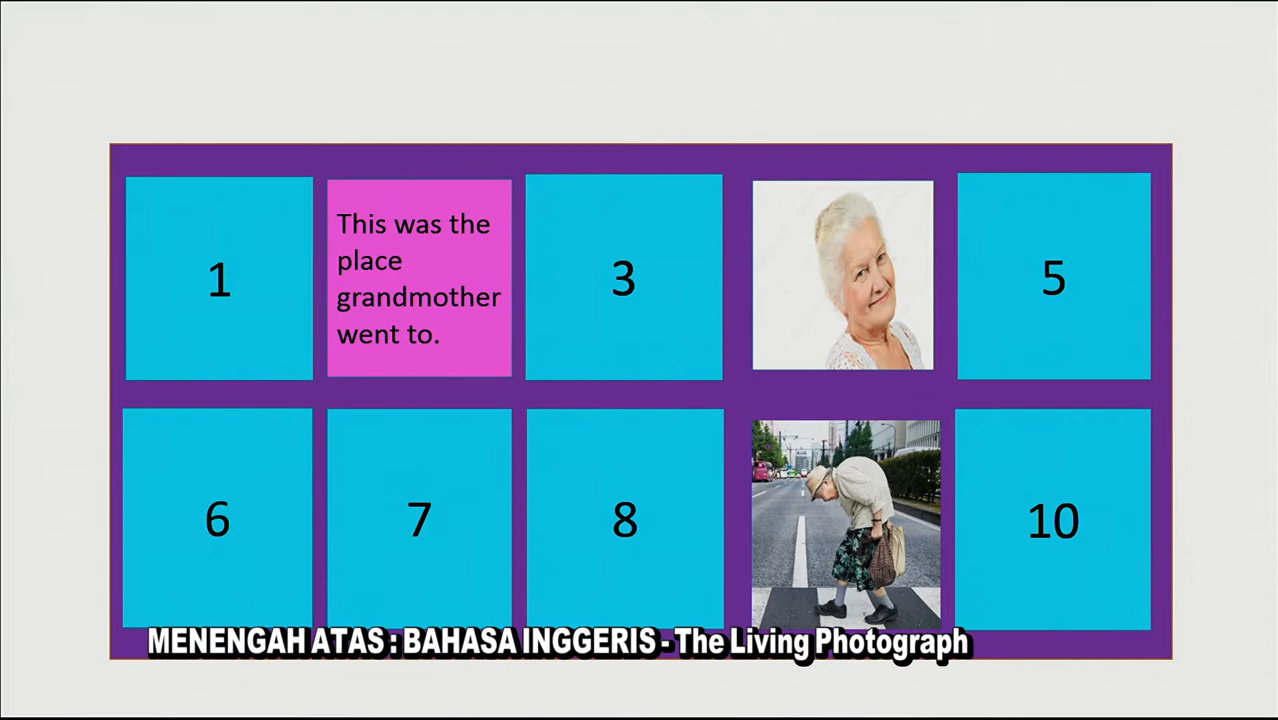 1
This was the
place
grandmother
went to.
3
5
6
7
8
10
MENENGAH ATAS : BAHASA INGGERIS - The Living Photograph